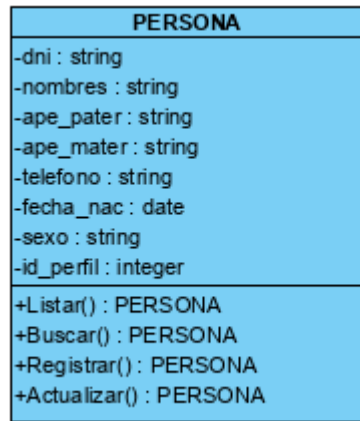 PERSONA
-dni : string
-nombres : string
-ape_pater : string
-ape_mater : string
-telefono : string
-fecha_nac : date
-sexo : string
-id_perfil : integer
+Listar() : PERSONA
+Buscar() : PERSONA
+Registrar() : PERSONA
+Actualizar() : PERSONA